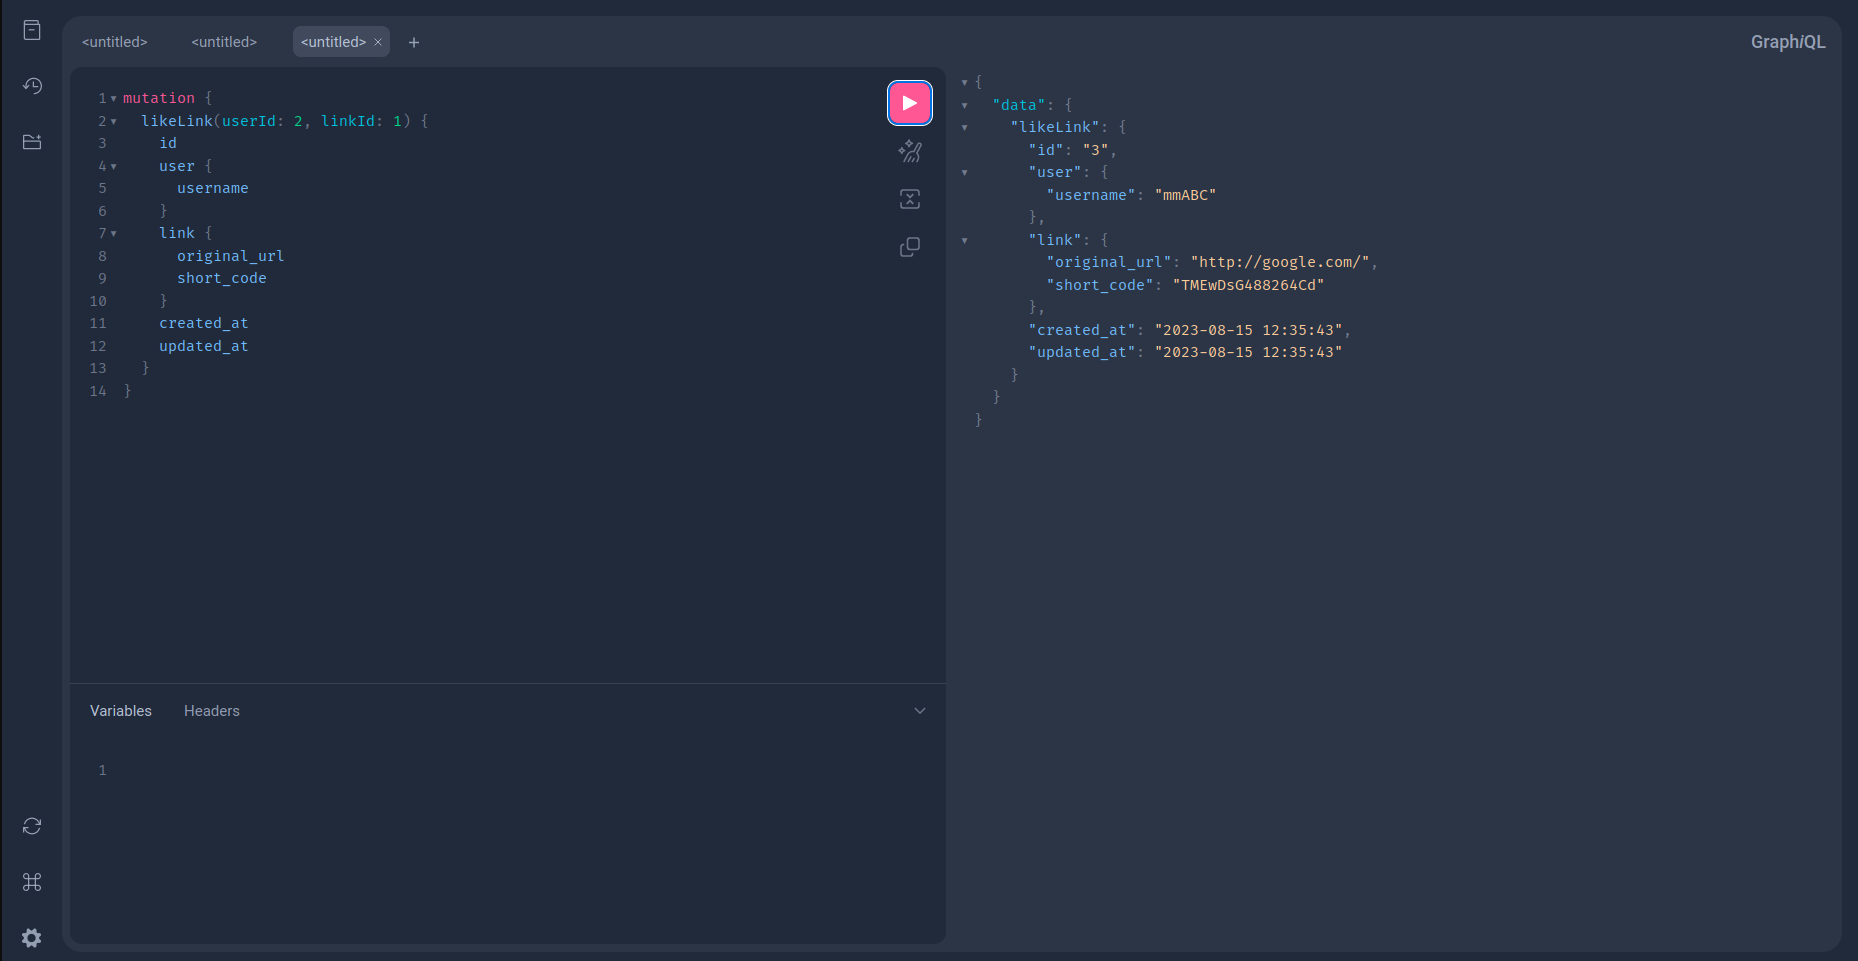 <untitled> <untitled> <untitled> × + GraphiQL
1 mutation {
2 likeLink(userId: 2, linkId: 1) {
3 id
4 user {
5 username
6 }
7 link {
8 original_url
9 short_code
10 }
11 created_at
12 updated_at
13 }
14 }
{
"data": {
"likeLink": {
"id": "3",
"user": {
"username": "mmABC"
},
"link": {
"original_url": "http://google.com/",
"short_code": "TMEwDsG488264Cd"
},
"created_at": "2023-08-15 12:35:43",
"updated_at": "2023-08-15 12:35:43"
}
}
}
Variables Headers
1